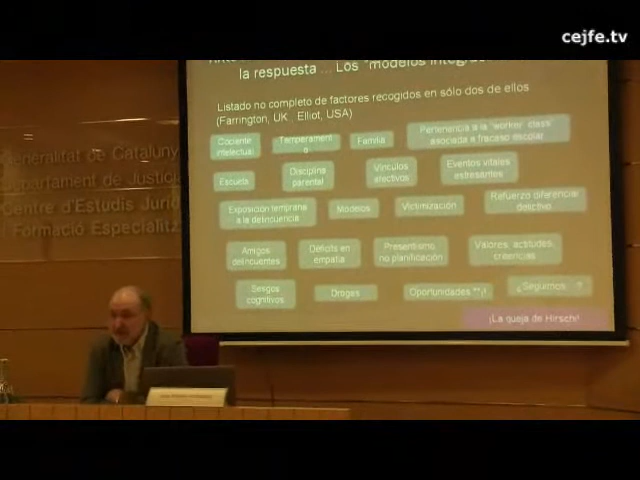 cejfe.tv
la respuesta ... Los "modelos
Listado no completo de factores recogidos en sólo dos de ellos
(Farrington, UK, Elliot, USA)
Cociente
intelectual
Temperament
o
Familia
Pertenencia a la "worker class"
asociada a fracaso escolar
Escuela
Disciplina
parental
Vínculos
afectivos
Eventos vitales
estresantes
Exposición temprana
a la delincuencia
Modelos
Victimización
Refuerzo diferencial
delictivo
Amigos
delincuentes
Déficits en
empatía
Presentismo
no planificación
Valores, actitudes,
creencias
Sesgos
cognitivos
Drogas
Oportunidades
¿Seguimos
¡La queja de Hirschi!
Generalitat de Cataluny
Departament de Justíci
Centre d'Estudis Jurí
i Formació Especialitz